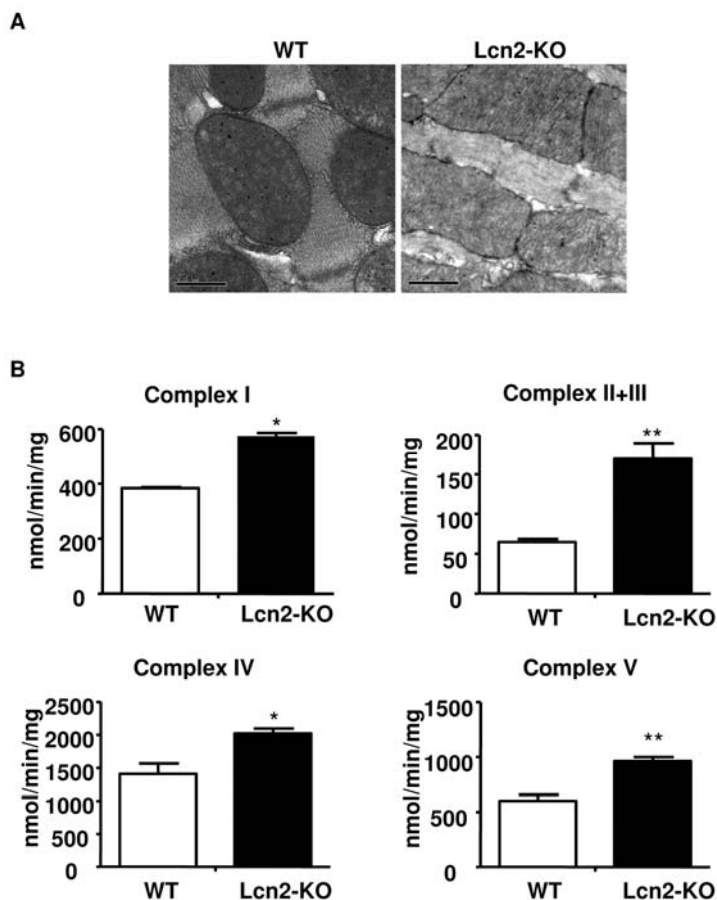 A
WT Lcn2-KO
B
Complex I
nmol/min/mg
600
400
200
0
*
WT Lcn2-KO
Complex II+III
nmol/min/mg
200
150
100
50
0
**
WT Lcn2-KO
Complex IV
nmol/min/mg
2500
2000
1500
1000
500
0
*
WT Lcn2-KO
Complex V
nmol/min/mg
1500
1000
500
0
**
WT Lcn2-KO